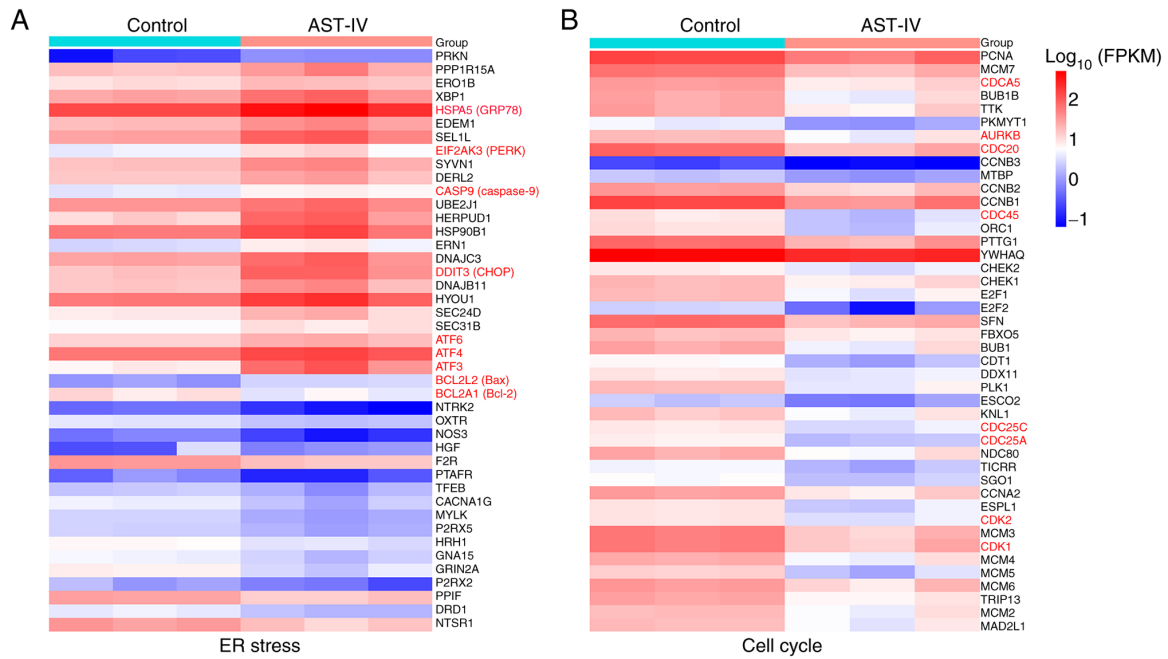 A
Control
AST-IV
Group
PRKN
PPP1R15A
ERO1B
XBP1
HSPA5 (GRP78)
EDEM1
SEL1L
EIF2AK3 (PERK)
SYVN1
DERL2
CASP9 (caspase-9)
UBE2J1
HERPUD1
HSP90B1
ERN1
DNAJC3
DDIT3 (CHOP)
DNAJB11
HYOU1
SEC24D
SEC31B
ATF6
ATF4
ATF3
BCL2L2 (Bax)
BCL2A1 (Bcl-2)
NTRK2
OXTR
NOS3
HGF
F2R
PTAFR
TFEB
CACNA1G
MYLK
P2RX5
HRH1
GNA15
GRIN2A
P2RX2
PPIF
DRD1
NTSR1
ER stress
B
Control
AST-IV
Group
PCNA
MCM7
CDCA5
BUB1B
TTK
PKMYT1
AURKB
CDC20
CCNB3
MTBP
CCNB2
CCNB1
CDC45
ORC1
PTTG1
YWHAQ
CHEK2
CHEK1
E2F1
E2F2
SFN
FBXO5
BUB1
CDT1
DDX11
PLK1
ESCO2
KNL1
CDC25C
CDC25A
NDC80
TICRR
SGO1
CCNA2
ESPL1
CDK2
MCM3
CDK1
MCM4
MCM5
MCM6
TRIP13
MCM2
MAD2L1
Cell cycle
Log10 (FPKM)
2
1
0
−1